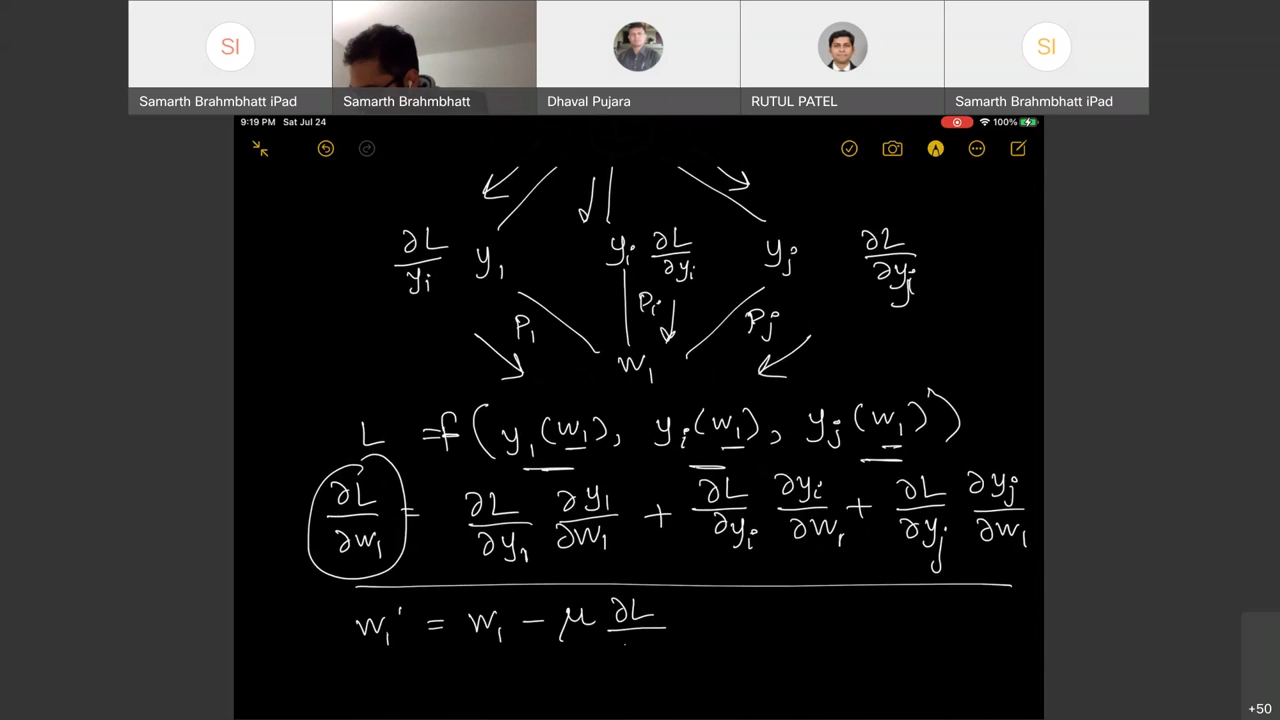 SI SI
Samarth Brahmbhatt iPad Samarth Brahmbhatt Dhaval Pujara RUTUL PATEL Samarth Brahmbhatt iPad
9:19 PM Sat Jul 24 100%
∂L/yi y1 yi ∂L/∂yi yj ∂L/∂yj
P1 Pi Pj
w1
L = f(y1(w1), yi(w1), yj(w1))
∂L/∂w1 = ∂L/∂y1 ∂y1/∂w1 + ∂L/∂yi ∂yi/∂w1 + ∂L/∂yj ∂yj/∂w1
w1' = w1 - μ ∂L
+50